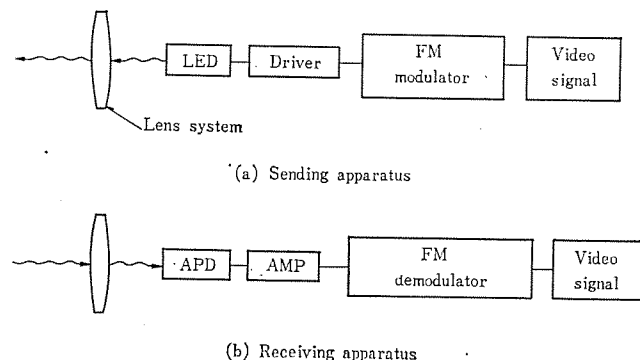 LED
Driver
FM
modulator
Video
signal
Lens system
(a) Sending apparatus
APD
AMP
FM
demodulator
Video
signal
(b) Receiving apparatus